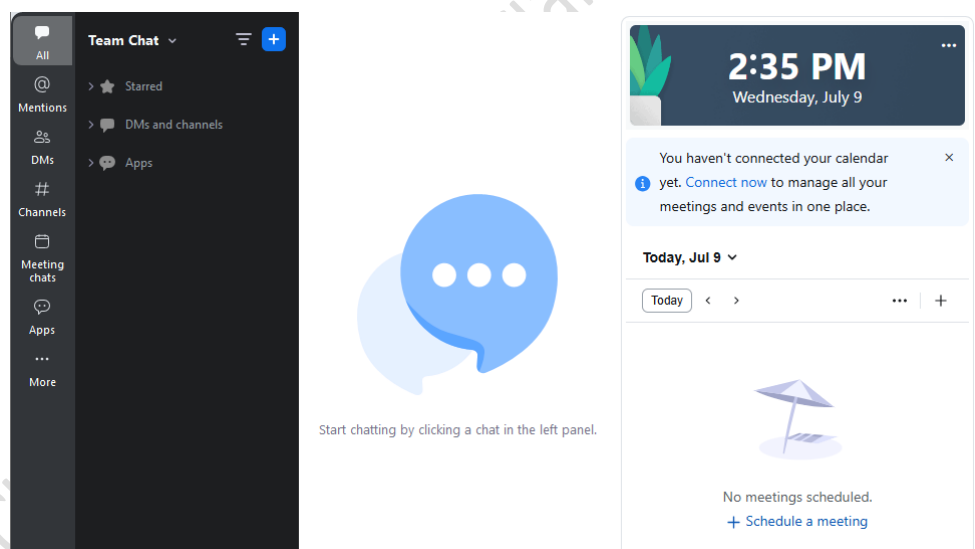 All
@
Mentions
DMs
#
Channels
Meeting
chats
Apps
More
Team Chat
Starred
DMs and channels
Apps
Start chatting by clicking a chat in the left panel.
2:35 PM
Wednesday, July 9
You haven't connected your calendar
yet. Connect now to manage all your
meetings and events in one place.
Today, Jul 9
Today
No meetings scheduled.
+ Schedule a meeting